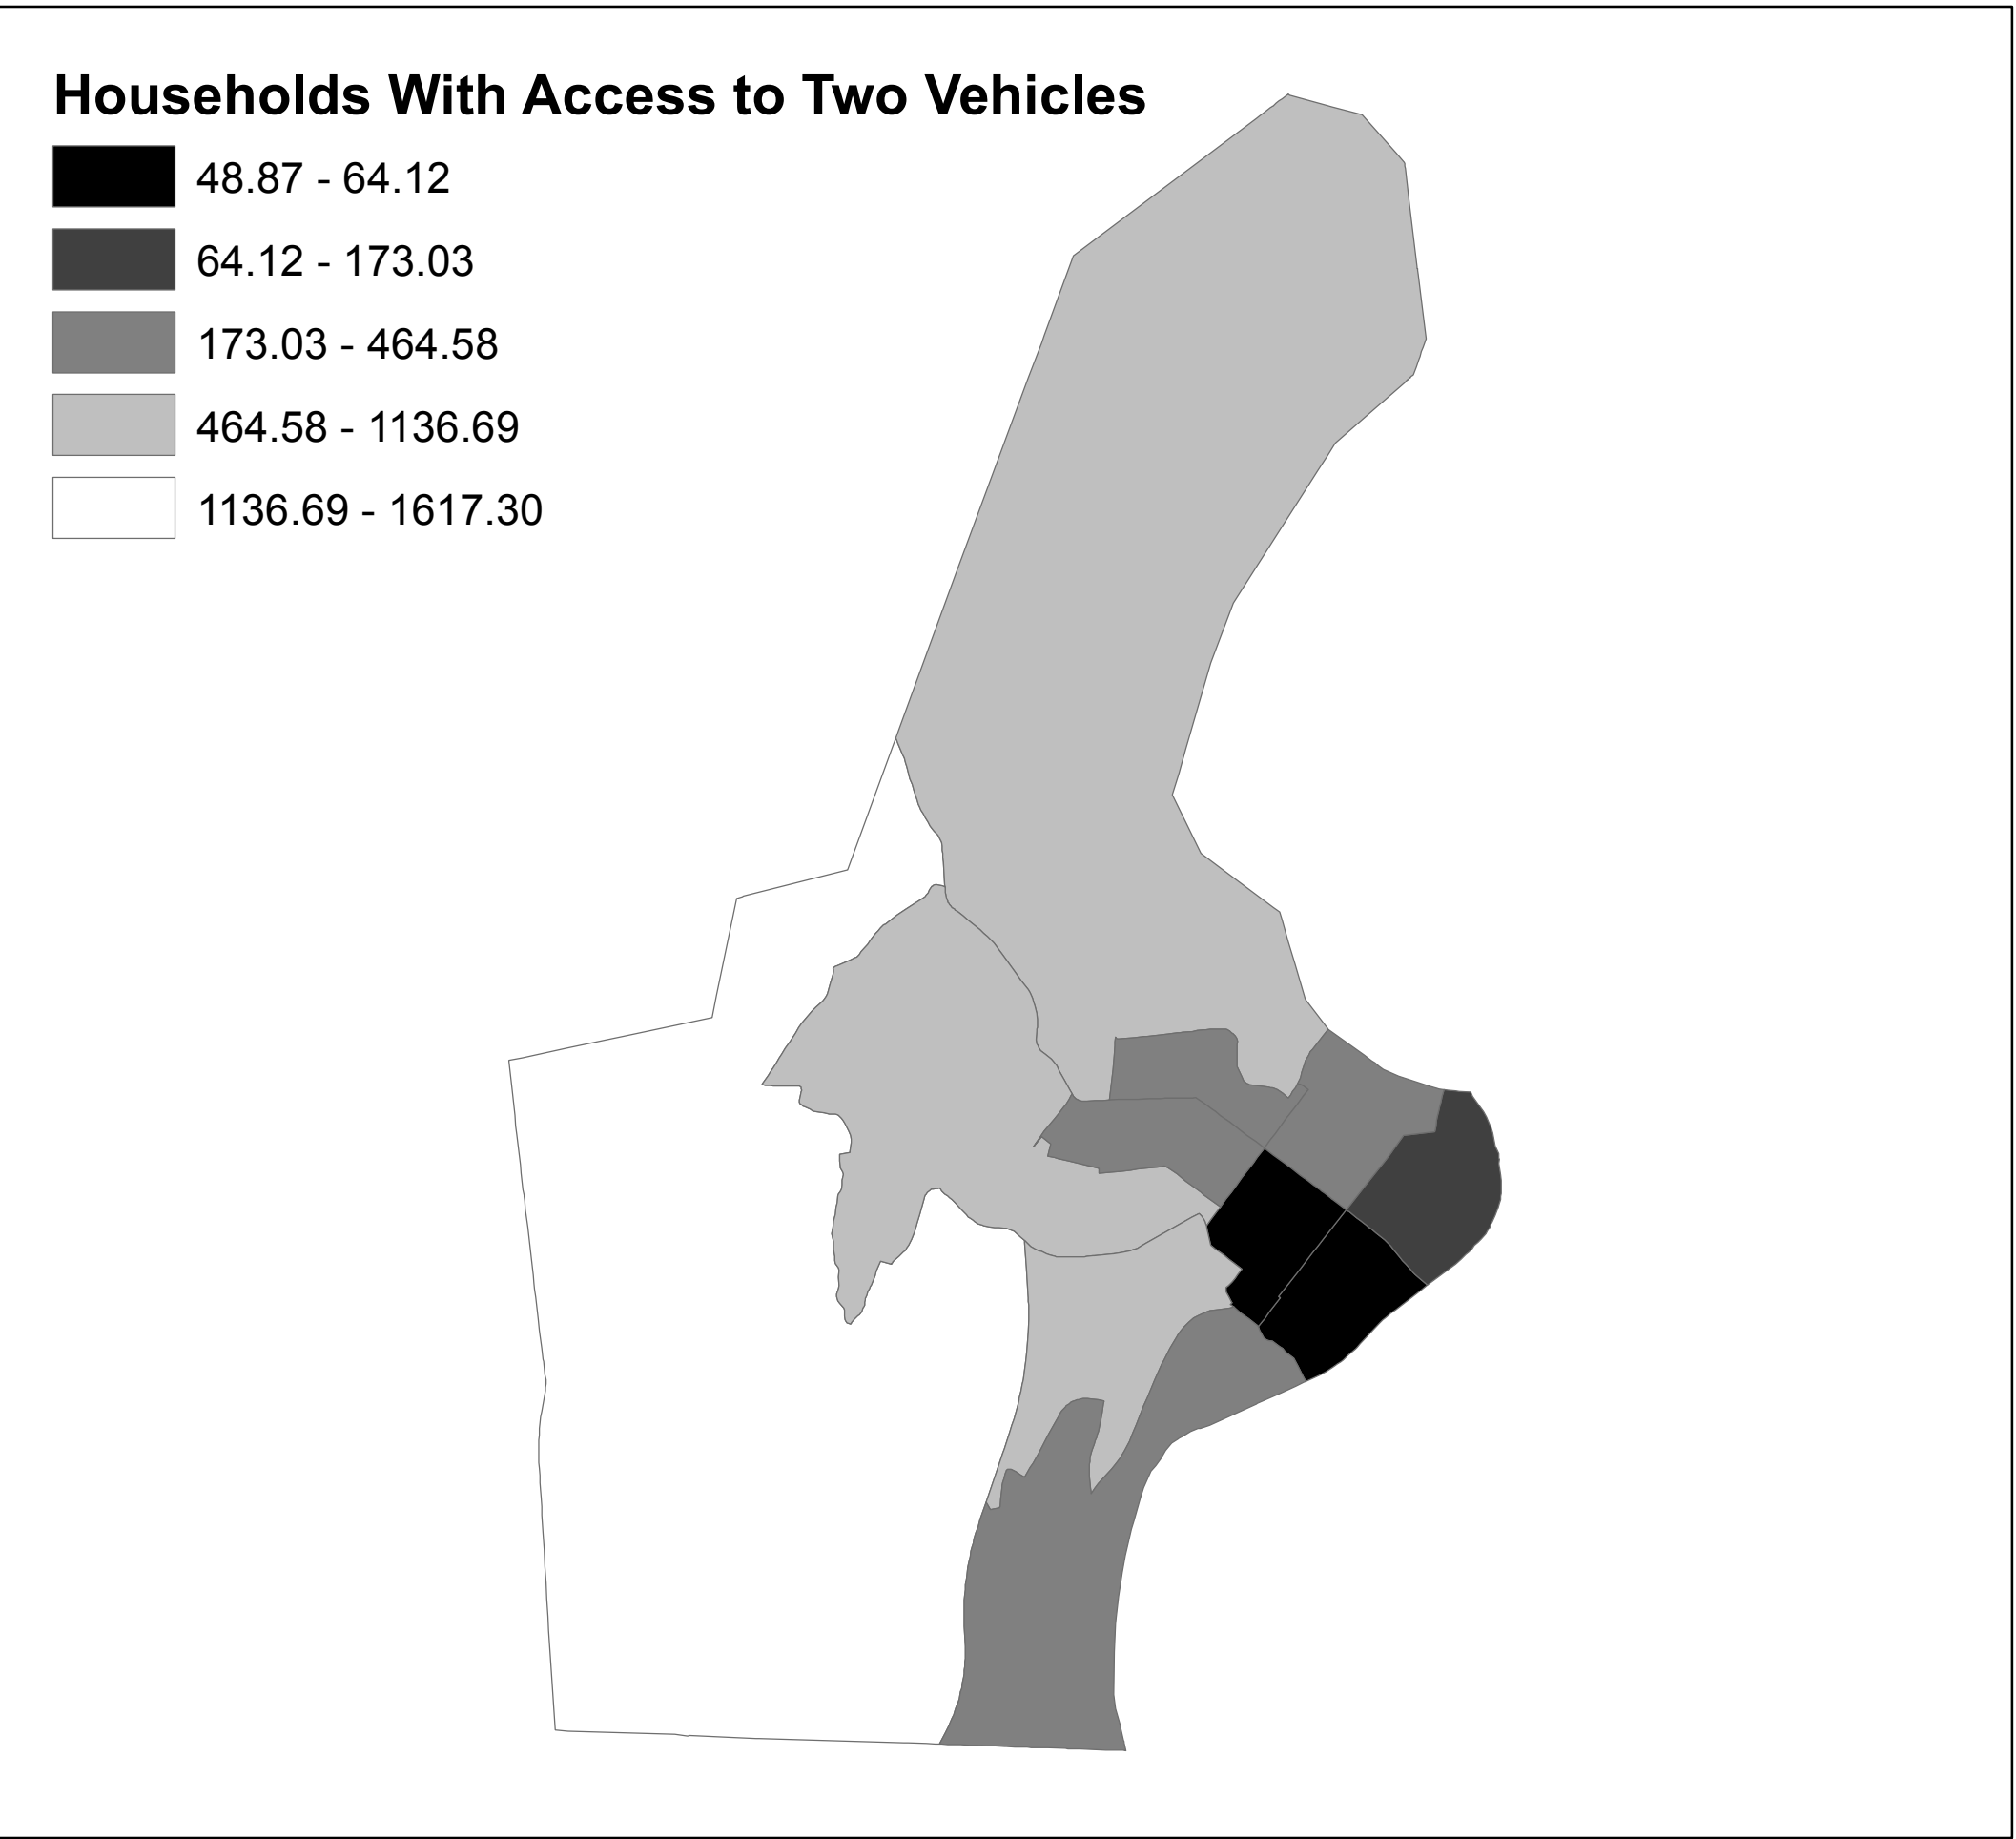 Households With Access to Two Vehicles
48.87 - 64.12
64.12 - 173.03
173.03 - 464.58
464.58 - 1136.69
1136.69 - 1617.30